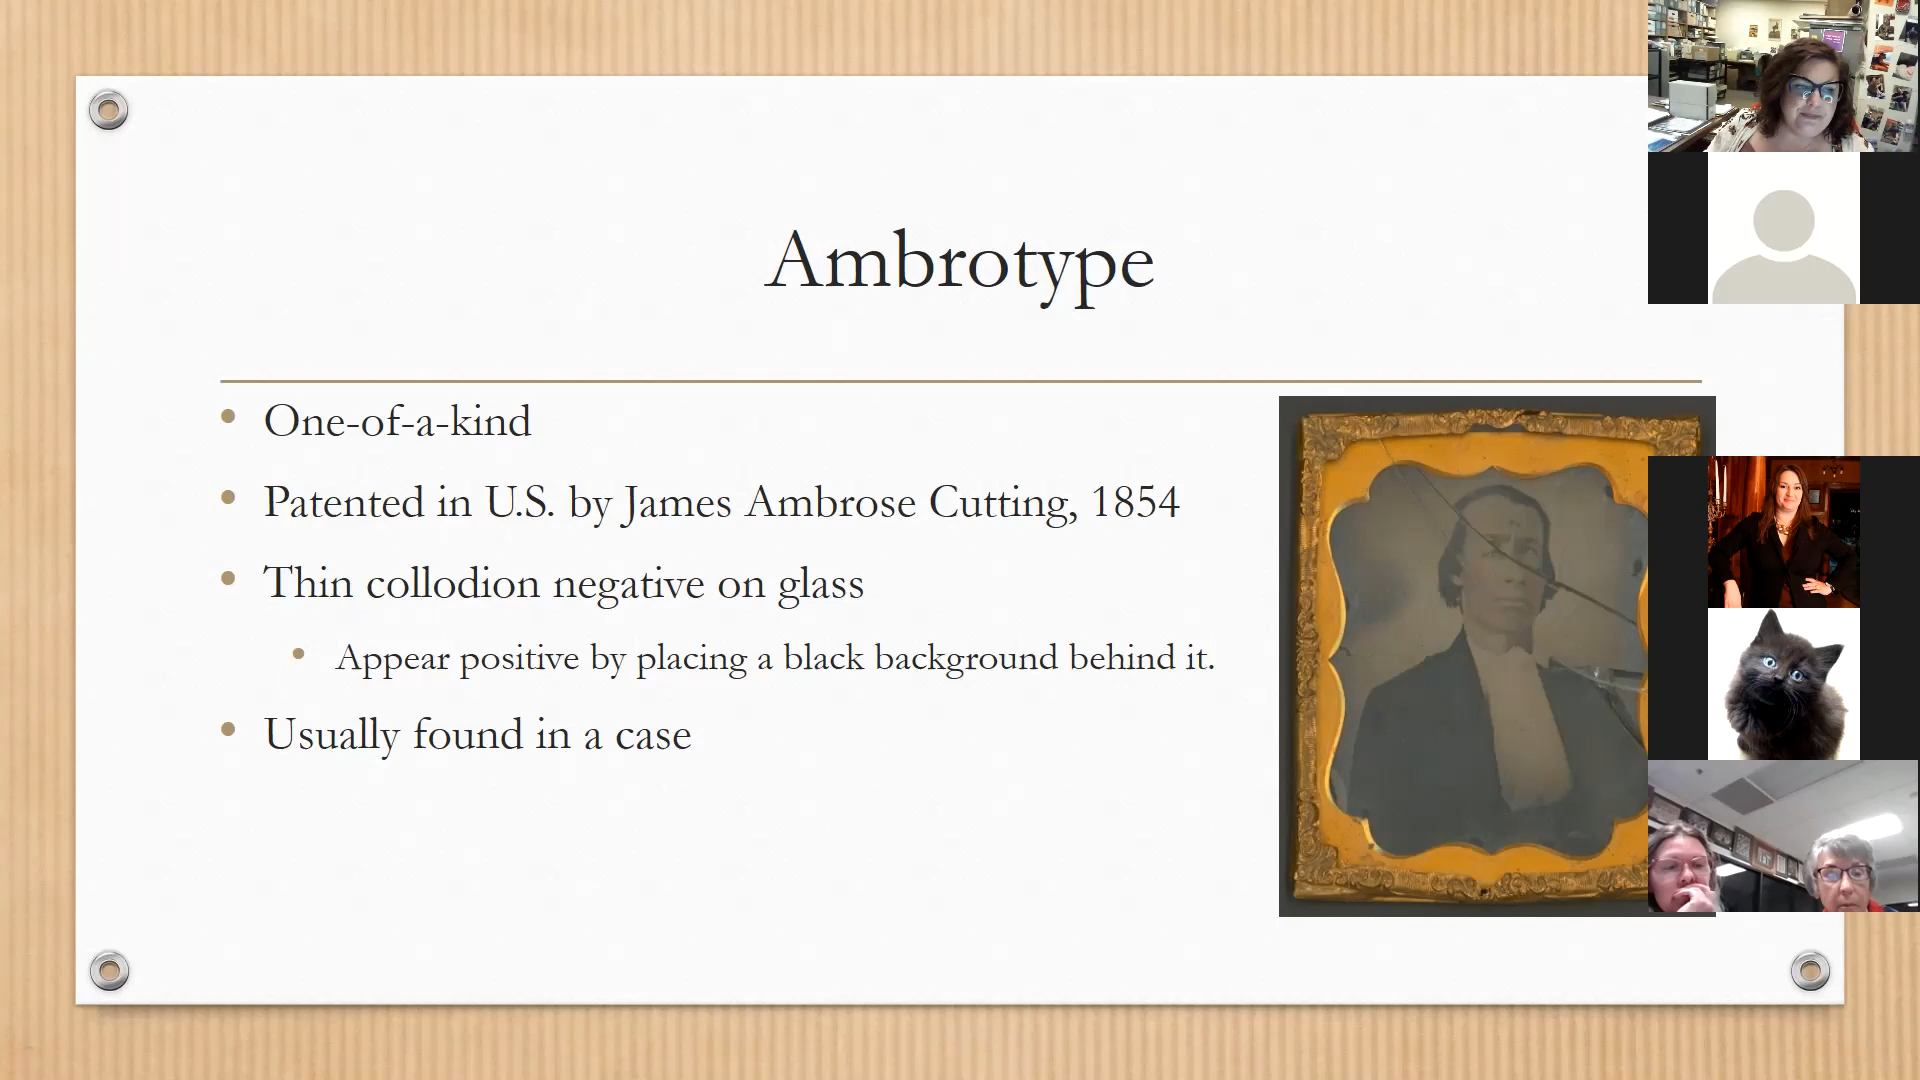 Ambrotype
One-of-a-kind
Patented in U.S. by James Ambrose Cutting, 1854
Thin collodion negative on glass
Appear positive by placing a black background behind it.
Usually found in a case